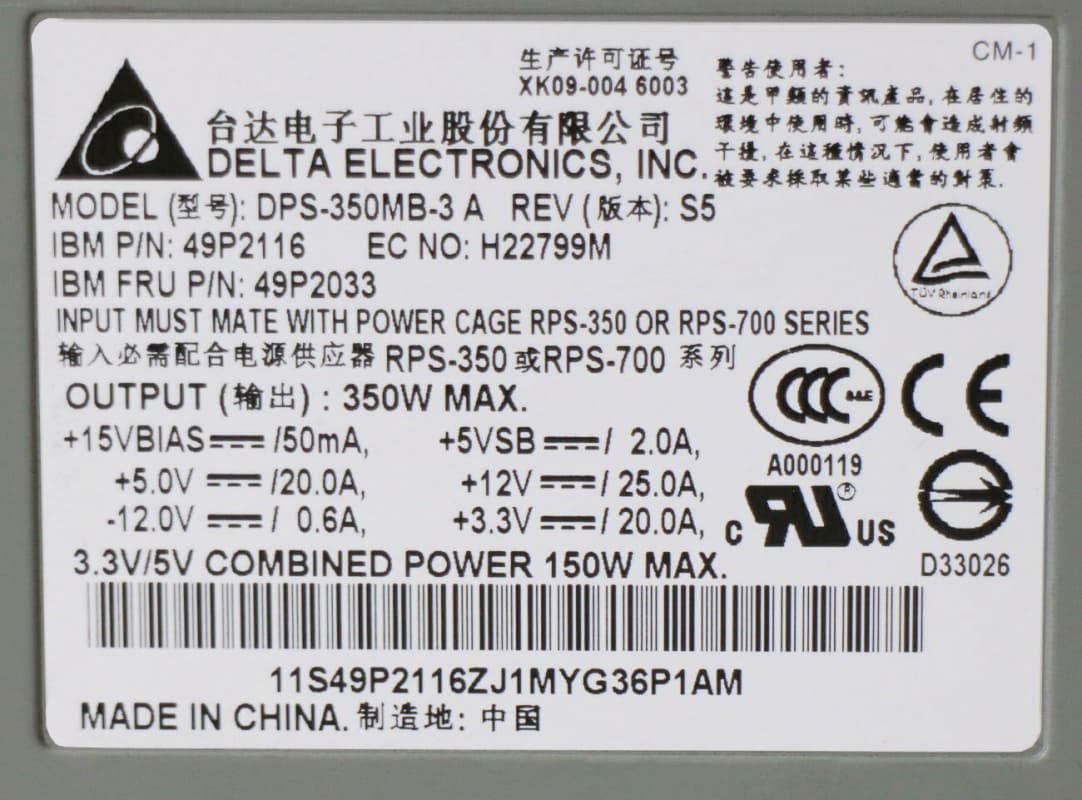 CM-1
生产许可证号
XK09-004 6003
警告使用者:
這是甲類的資訊產品, 在居住的
環境中使用時, 可能會造成射頻
干擾, 在這種情況下, 使用者會
被要求採取某些適當的對策.
台达电子工业股份有限公司
DELTA ELECTRONICS, INC.
MODEL (型号): DPS-350MB-3 A REV (版本): S5
IBM P/N: 49P2116 EC NO: H22799M
IBM FRU P/N: 49P2033
TÜV Rheinland
INPUT MUST MATE WITH POWER CAGE RPS-350 OR RPS-700 SERIES
输入必需配合电源供应器 RPS-350 或RPS-700 系列
OUTPUT (输出) : 350W MAX.
CCC S&E
CE
+15VBIAS⎓/50mA, +5VSB⎓/ 2.0A,
A000119
+5.0V ⎓/20.0A, +12V⎓/ 25.0A,
-12.0V ⎓/ 0.6A, +3.3V⎓/ 20.0A,
C RU® US
3.3V/5V COMBINED POWER 150W MAX.
D33026
11S49P2116ZJ1MYG36P1AM
MADE IN CHINA. 制造地: 中国